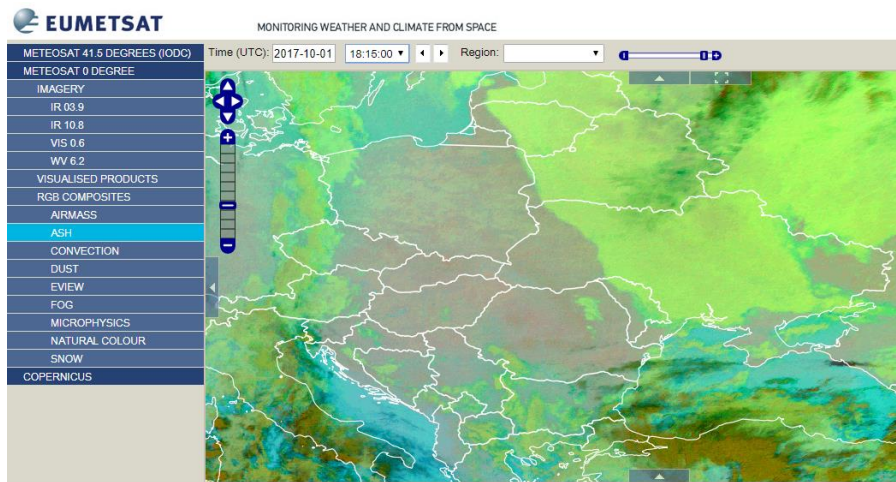 EUMETSAT
MONITORING WEATHER AND CLIMATE FROM SPACE
METEOSAT 41.5 DEGREES (IODC)
Time (UTC): 2017-10-01 18:15:00 Region:
METEOSAT 0 DEGREE
IMAGERY
IR 03.9
IR 10.8
VIS 0.6
WV 6.2
VISUALISED PRODUCTS
RGB COMPOSITES
AIRMASS
ASH
CONVECTION
DUST
EVIEW
FOG
MICROPHYSICS
NATURAL COLOUR
SNOW
COPERNICUS